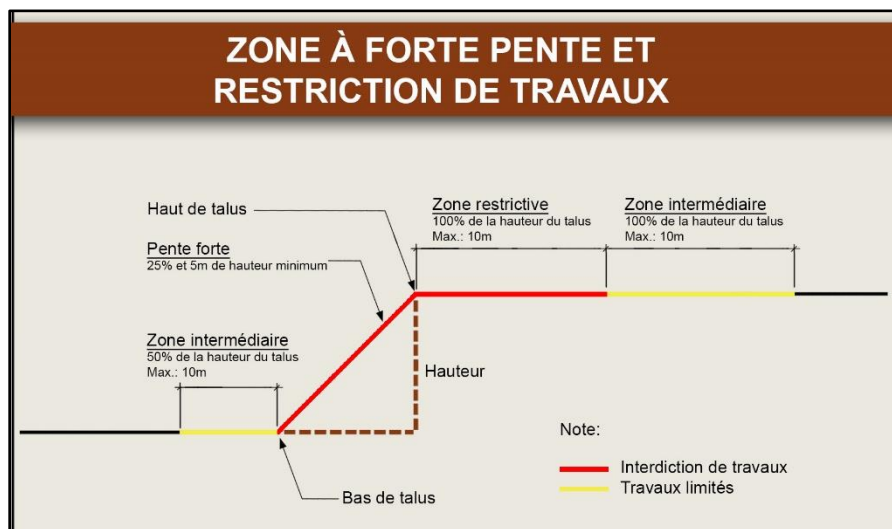 ZONE À FORTE PENTE ET
RESTRICTION DE TRAVAUX
Haut de talus
Zone restrictive
100% de la hauteur du talus
Max.: 10m
Zone intermédiaire
100% de la hauteur du talus
Max.: 10m
Pente forte
25% et 5m de hauteur minimum
Zone intermédiaire
50% de la hauteur du talus
Max.: 10m
Hauteur
Note:
Interdiction de travaux
Travaux limités
Bas de talus